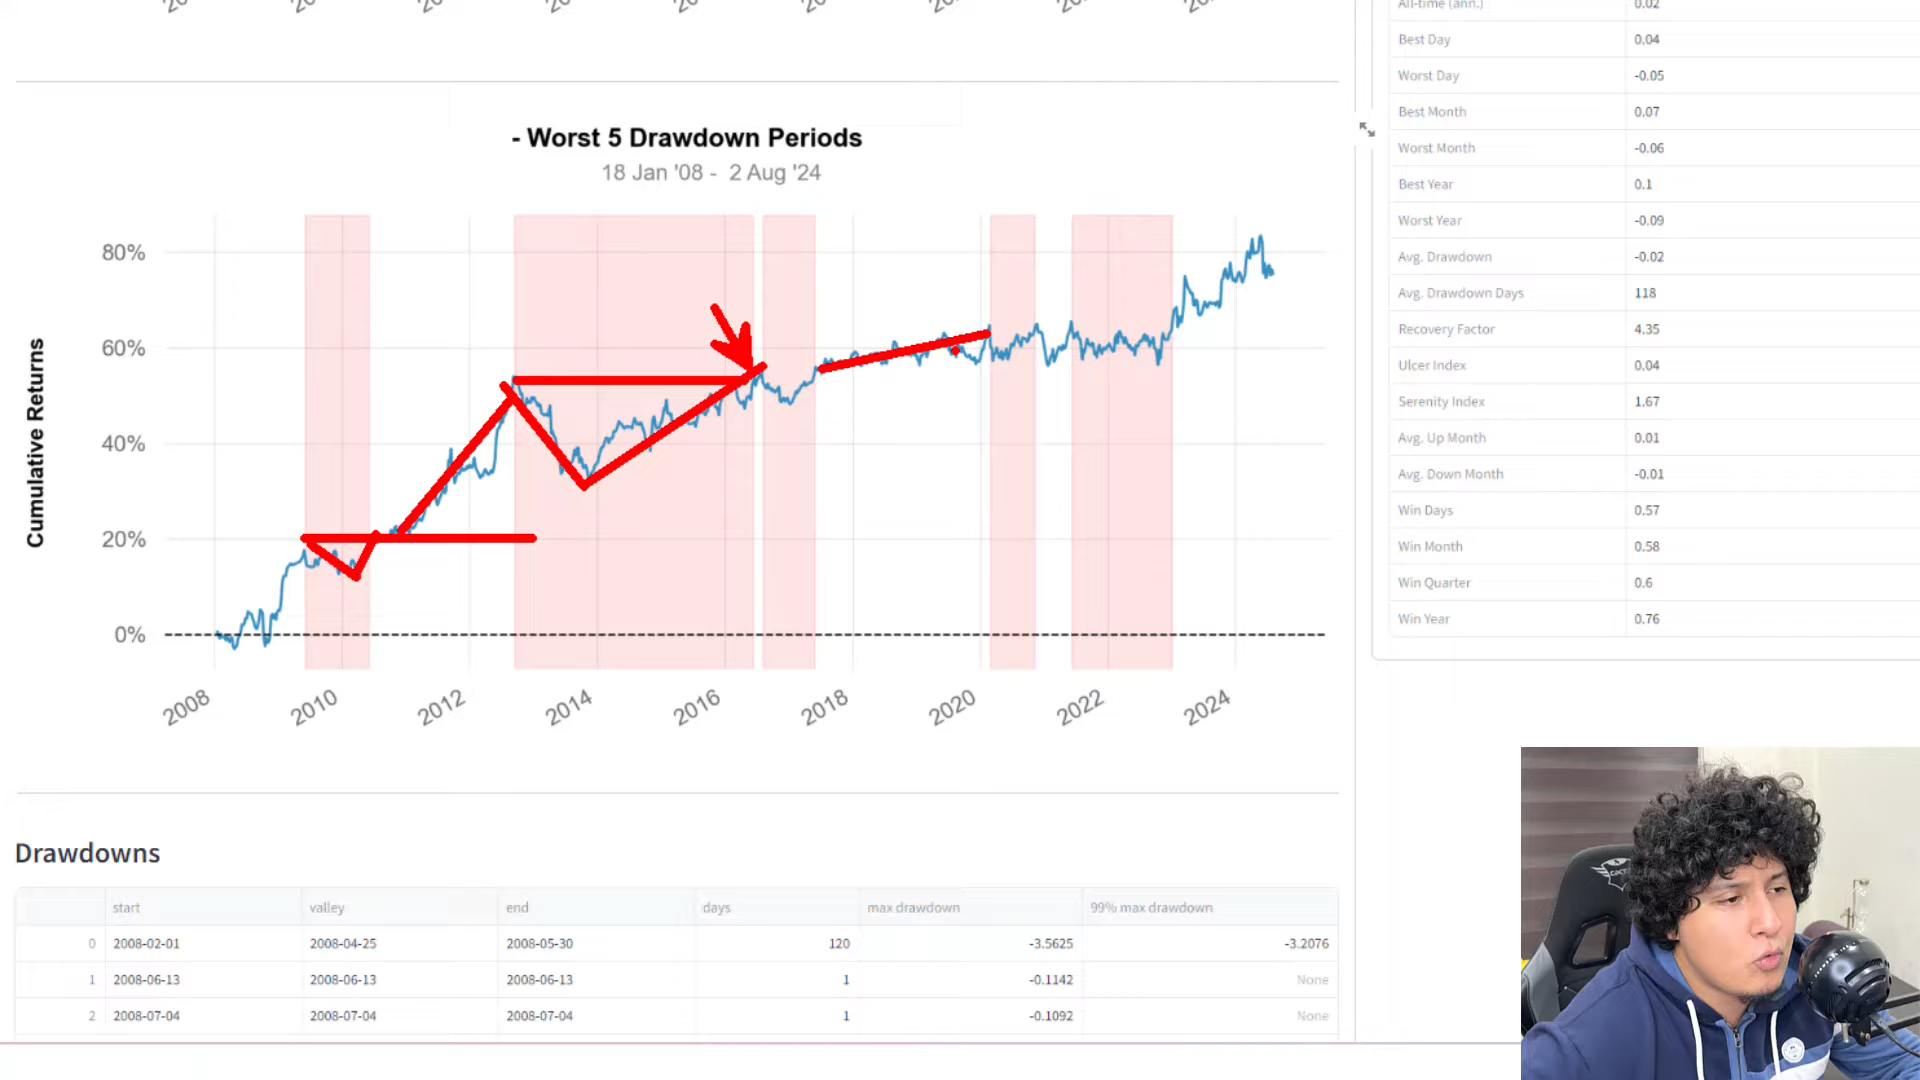 All-time (ann.) 0.02
Best Day 0.04
Worst Day -0.05
- Worst 5 Drawdown Periods
Best Month 0.07
18 Jan '08 - 2 Aug '24
Worst Month -0.06
Best Year 0.1
Worst Year -0.09
80%
Avg. Drawdown -0.02
Avg. Drawdown Days 118
Recovery Factor 4.35
60%
Ulcer Index 0.04
Serenity Index 1.67
Cumulative Returns
40%
Avg. Up Month 0.01
Avg. Down Month -0.01
Win Days 0.57
20%
Win Month 0.58
Win Quarter 0.6
Win Year 0.76
0%
2008 2010 2012 2014 2016 2018 2020 2022 2024
Drawdowns
start valley end days max drawdown 99% max drawdown
0 2008-02-01 2008-04-25 2008-05-30 120 -3.5625 -3.2076
1 2008-06-13 2008-06-13 2008-06-13 1 -0.1142 None
2 2008-07-04 2008-07-04 2008-07-04 1 -0.1092 None